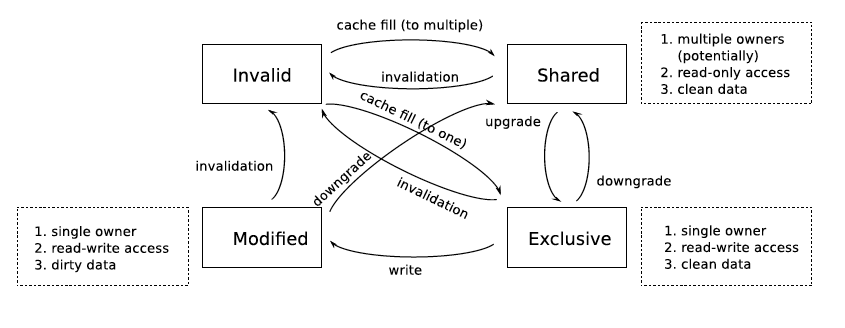 cache fill (to multiple)
Invalid
invalidation
Shared
1. multiple owners
(potentially)
2. read-only access
3. clean data
cache fill (to one)
upgrade
invalidation
downgrade
invalidation
downgrade
1. single owner
2. read-write access
3. dirty data
Modified
write
Exclusive
1. single owner
2. read-write access
3. clean data